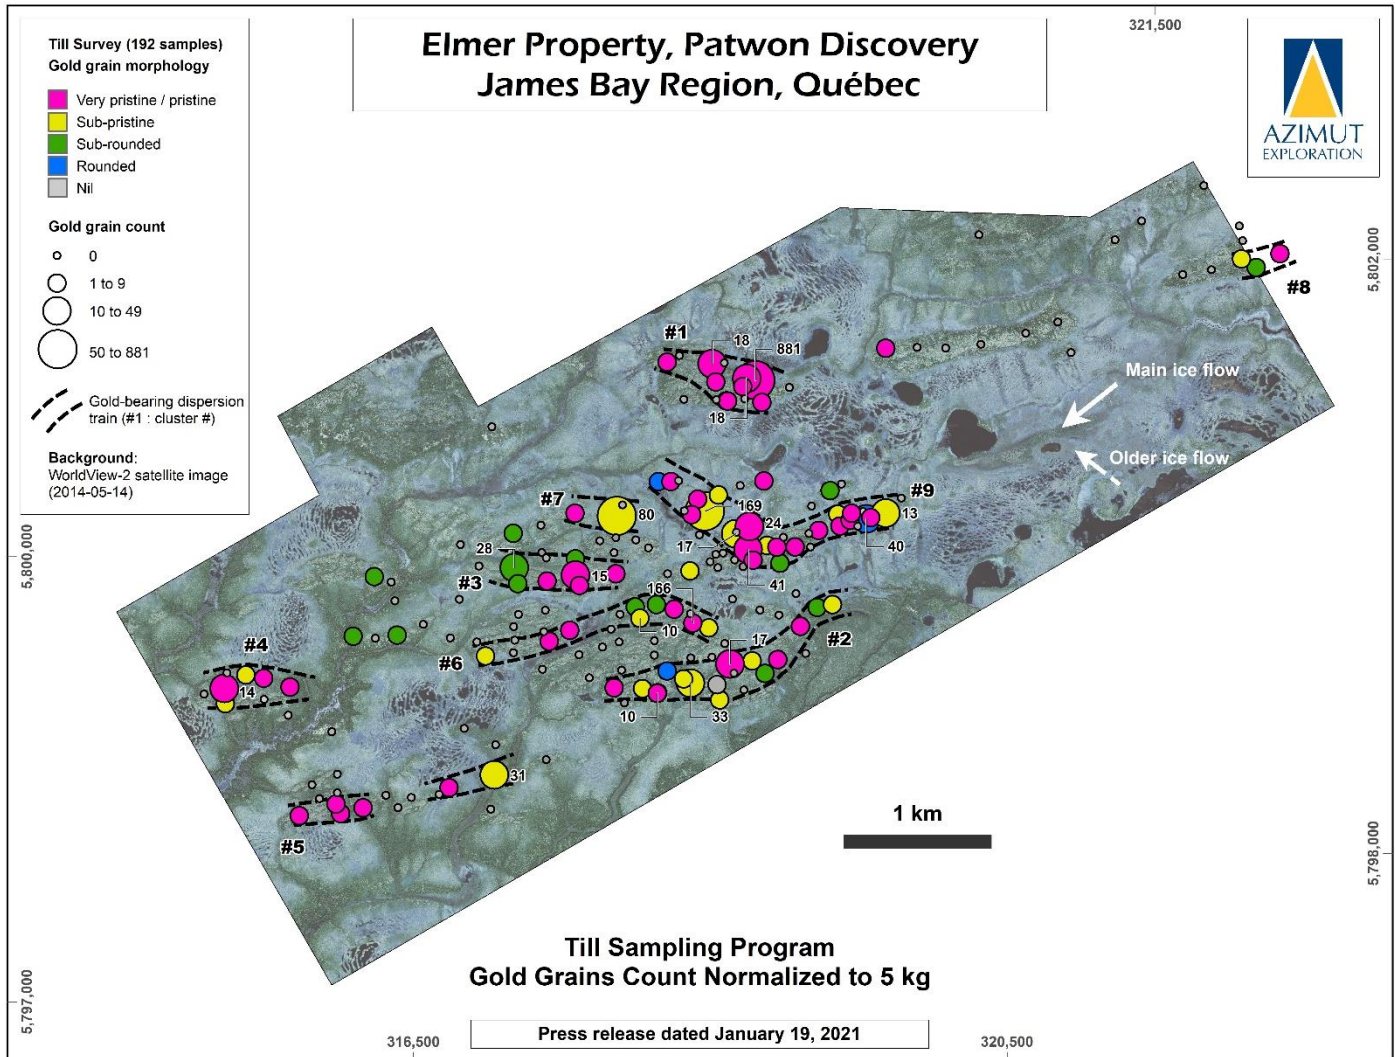 321,500
Elmer Property, Patwon Discovery
James Bay Region, Québec
AZIMUT
EXPLORATION
Till Survey (192 samples)
Gold grain morphology
Very pristine / pristine
Sub-pristine
Sub-rounded
Rounded
Nil
Gold grain count
0
1 to 9
10 to 49
50 to 881
Gold-bearing dispersion
train (#1 : cluster #)
Background:
WorldView-2 satellite image
(2014-05-14)
5,802,000
#8
#1
18
881
18
Main ice flow
Older ice flow
#7
80
169
#9
13
24
17
40
41
28
#3
15
5,800,000
166
10
#6
#2
17
#4
14
10
33
31
#5
1 km
5,798,000
Till Sampling Program
Gold Grains Count Normalized to 5 kg
5,797,000
Press release dated January 19, 2021
316,500
320,500